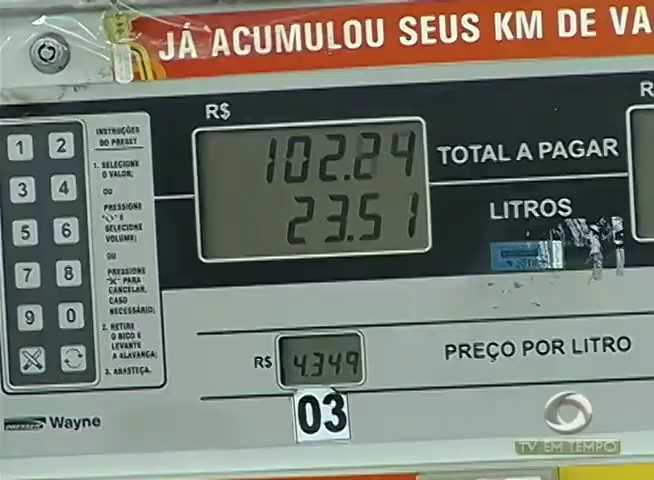 JÁ ACUMULOU SEUS KM DE VA
R$
R
102.24
TOTAL A PAGAR
23.51
LITROS
R$
4.349
PREÇO POR LITRO
03
1 2
3 4
5 6
7 8
9 0
INSTRUÇÕES
DO PRESET
1. SELECIONE
O VALOR;
OU
PRESSIONE
E
SELECIONE
VOLUME;
OU
PRESSIONE
"X" PARA
CANCELAR,
CASO
NECESSÁRIO;
2. RETIRE
O BICO E
LEVANTE
A ALAVANCA;
3. ABASTEÇA.
DRESSER Wayne
TV EM TEMPO